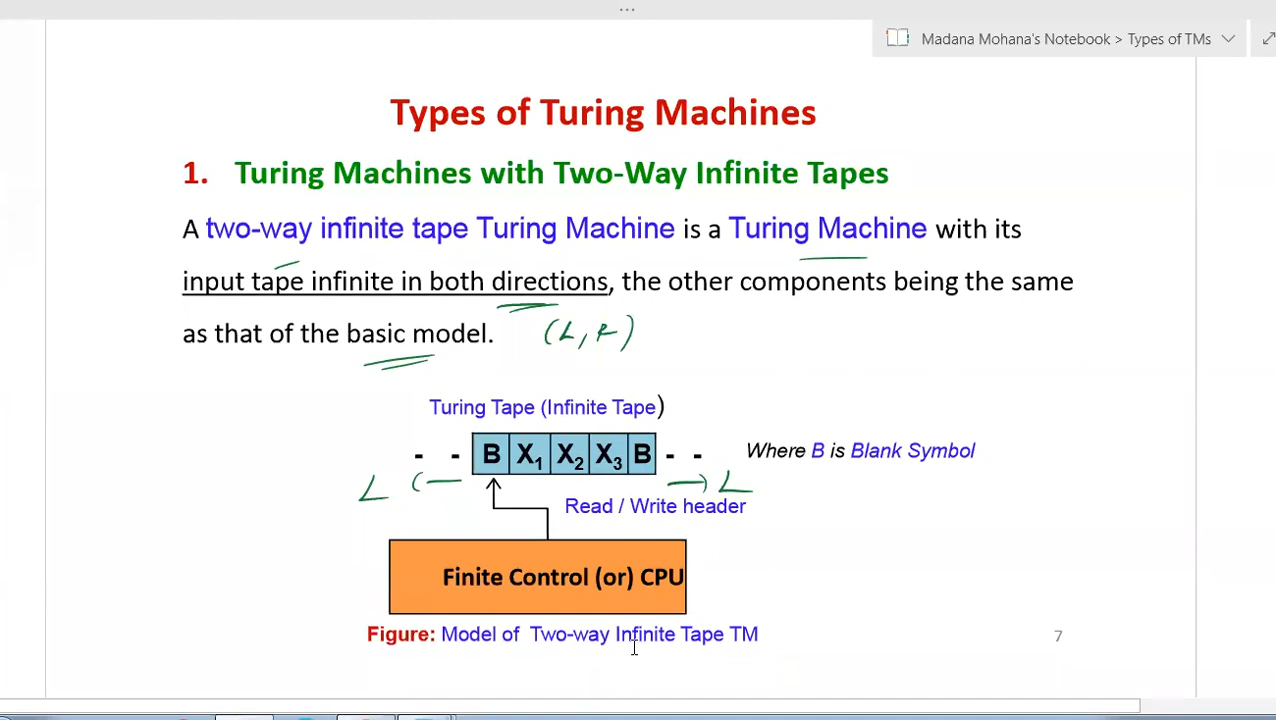 Madana Mohana's Notebook > Types of TMs
Types of Turing Machines
1. Turing Machines with Two-Way Infinite Tapes
A two-way infinite tape Turing Machine is a Turing Machine with its
input tape infinite in both directions, the other components being the same
as that of the basic model. (L, R)
Turing Tape (Infinite Tape)
- - B X₁ X₂ X₃ B - - Where B is Blank Symbol
L L
Read / Write header
Finite Control (or) CPU
Figure: Model of Two-way Infinite Tape TM
7